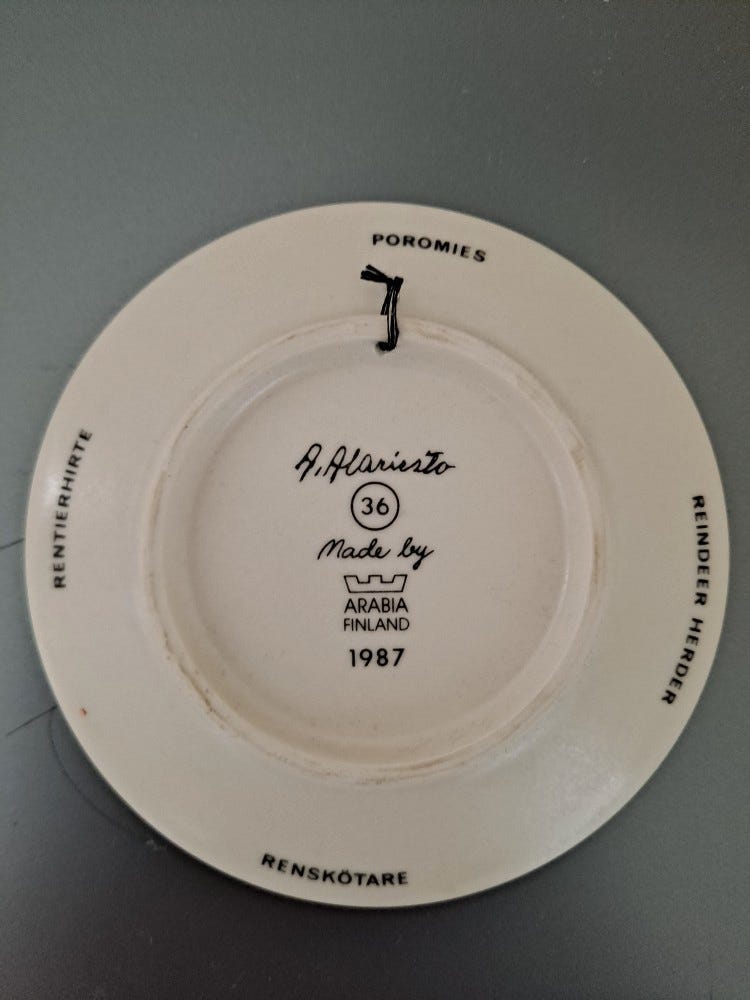 POROMIES
RENTIERHIRTE
A. Alariesto
36
Made by
ARABIA
FINLAND
1987
REINDEER HERDER
RENSKÖTARE